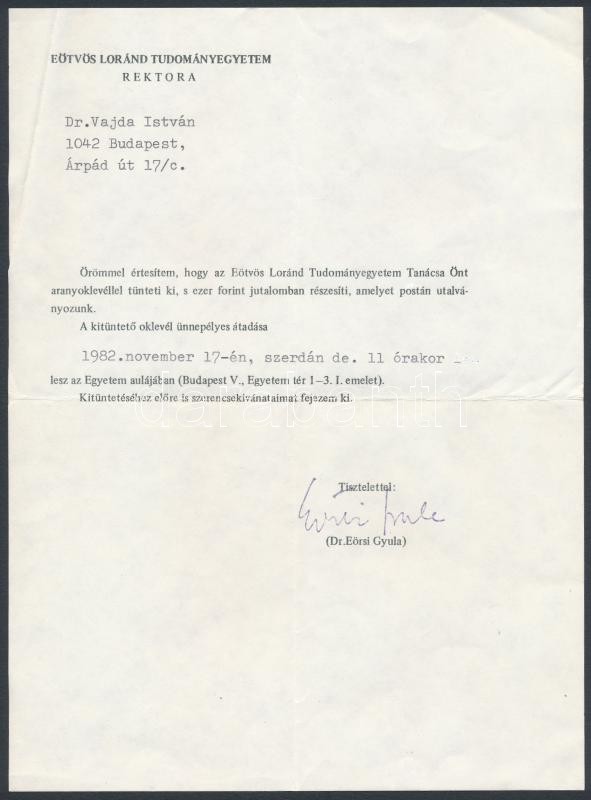 EÖTVÖS LORÁND TUDOMÁNYEGYETEM
REKTORA
Dr.Vajda István
1042 Budapest,
Árpád út 17/c.
Örömmel értesítem, hogy az Eötvös Loránd Tudományegyetem Tanácsa Önt
aranyoklevéllel tünteti ki, s ezer forint jutalomban részesíti, amelyet postán utalvá-
nyozunk.
A kitüntető oklevél ünnepélyes átadása
1982.november 17-én, szerdán de. 11 órakor
lesz az Egyetem aulájában (Budapest V., Egyetem tér 1–3. I. emelet).
Kitüntetéséhez előre is szerencsekívánataimat fejezem ki.
darabanth
Tisztelettel:
Eörsi Gyula
(Dr.Eörsi Gyula)